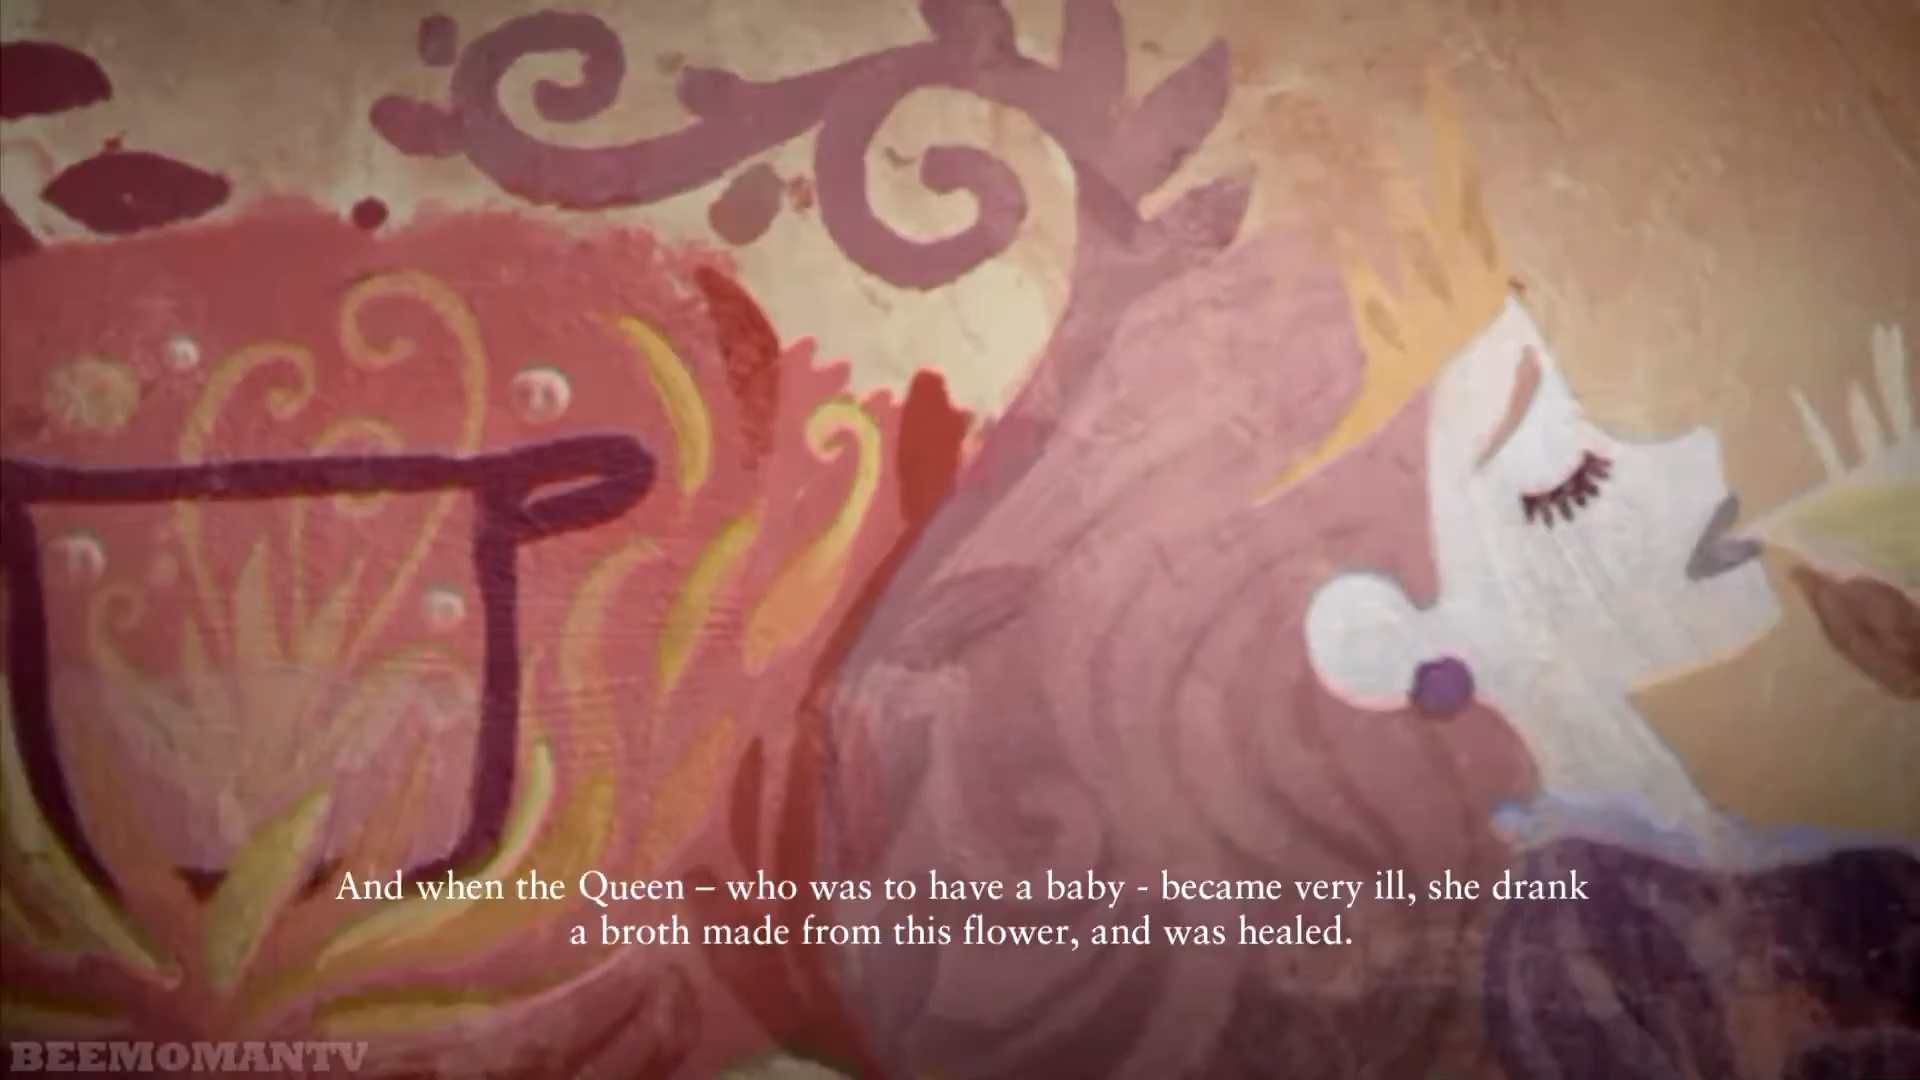 And when the Queen – who was to have a baby - became very ill, she drank
a broth made from this flower, and was healed.
BEEMOMANTV